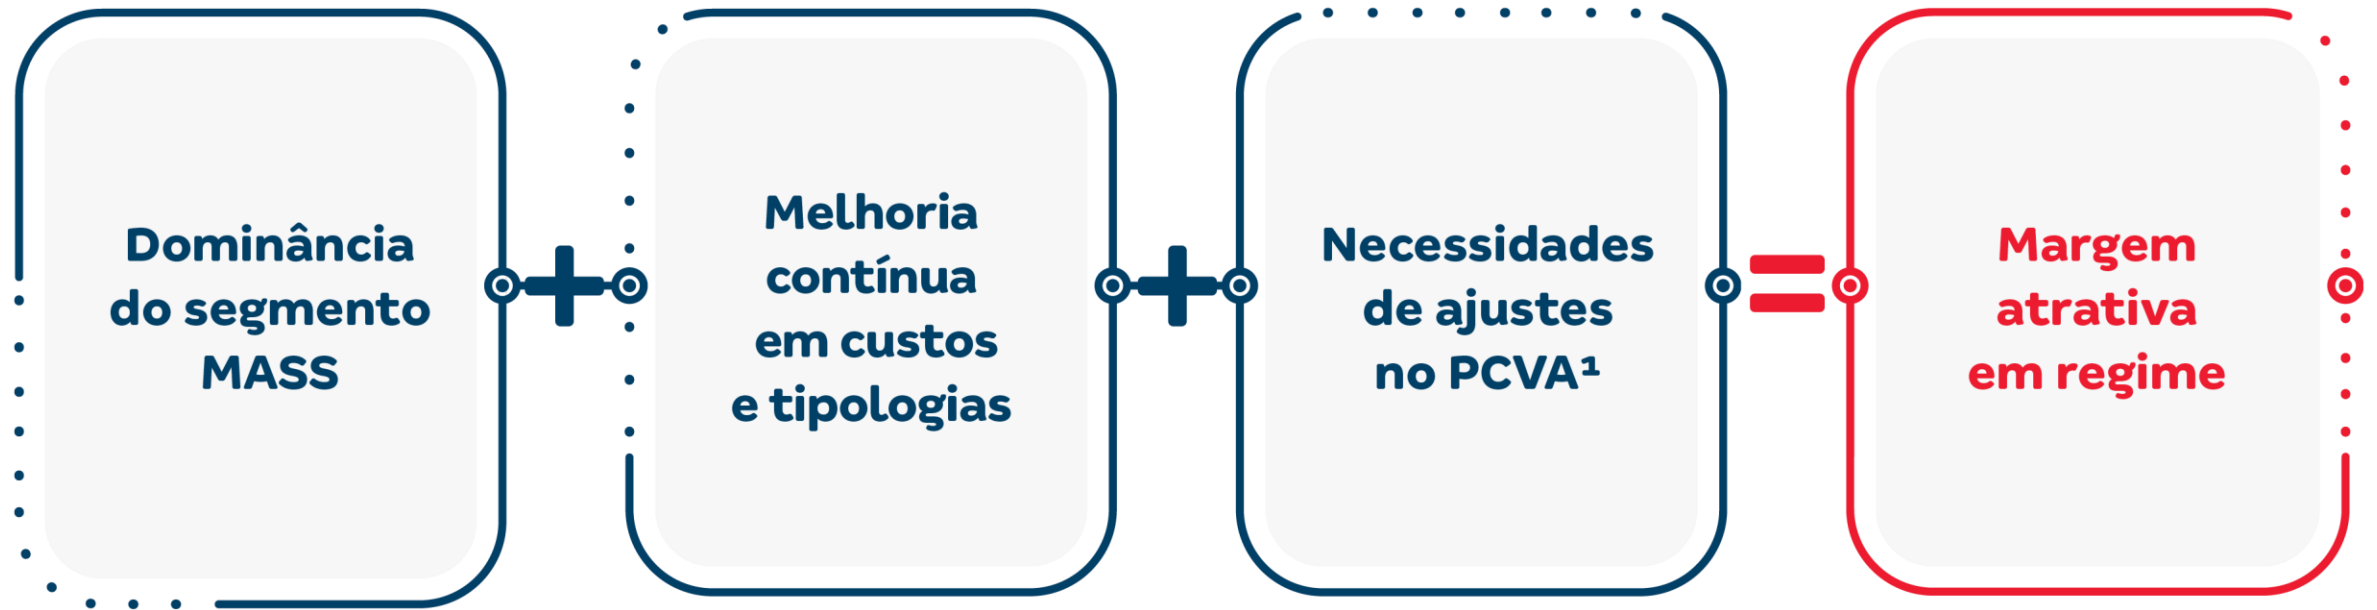 Dominância
do segmento
MASS
Melhoria
contínua
em custos
e tipologias
Necessidades
de ajustes
no PCVA¹
Margem
atrativa
em regime